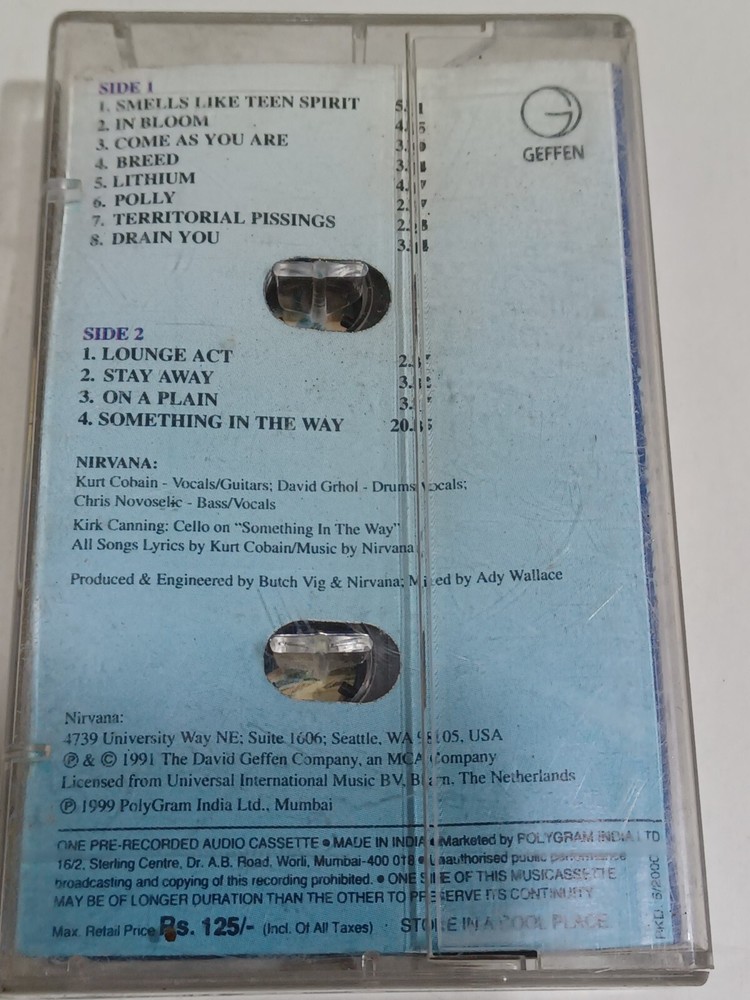 SIDE 1
1. SMELLS LIKE TEEN SPIRIT
2. IN BLOOM
3. COME AS YOU ARE
4. BREED
5. LITHIUM
6. POLLY
7. TERRITORIAL PISSINGS
8. DRAIN YOU
GEFFEN
SIDE 2
1. LOUNGE ACT
2. STAY AWAY
3. ON A PLAIN
4. SOMETHING IN THE WAY
NIRVANA:
Kurt Cobain - Vocals/Guitars; David Grhol - Drums Vocals;
Chris Novoselic - Bass/Vocals
Kirk Canning: Cello on "Something In The Way"
All Songs Lyrics by Kurt Cobain/Music by Nirvana
Produced & Engineered by Butch Vig & Nirvana; Mixed by Ady Wallace
Nirvana:
4739 University Way NE; Suite 1606; Seattle, WA 98105, USA
℗ & © 1991 The David Geffen Company, an MCA Company
Licensed from Universal International Music BV, The Netherlands
℗ 1999 PolyGram India Ltd., Mumbai
ONE PRE-RECORDED AUDIO CASSETTE ● MADE IN INDIA ● Marketed by POLYGRAM INDIA LTD
16/2, Sterling Centre, Dr. A.B. Road, Worli, Mumbai-400 018 ● Unauthorised public performance
broadcasting and copying of this recording prohibited. ● ONE SIDE OF THIS MUSICASSETTE
MAY BE OF LONGER DURATION THAN THE OTHER TO PRESERVE ITS CONTINUITY
Max. Retail Price Rs. 125/- (Incl. Of All Taxes) STORE IN A COOL PLACE